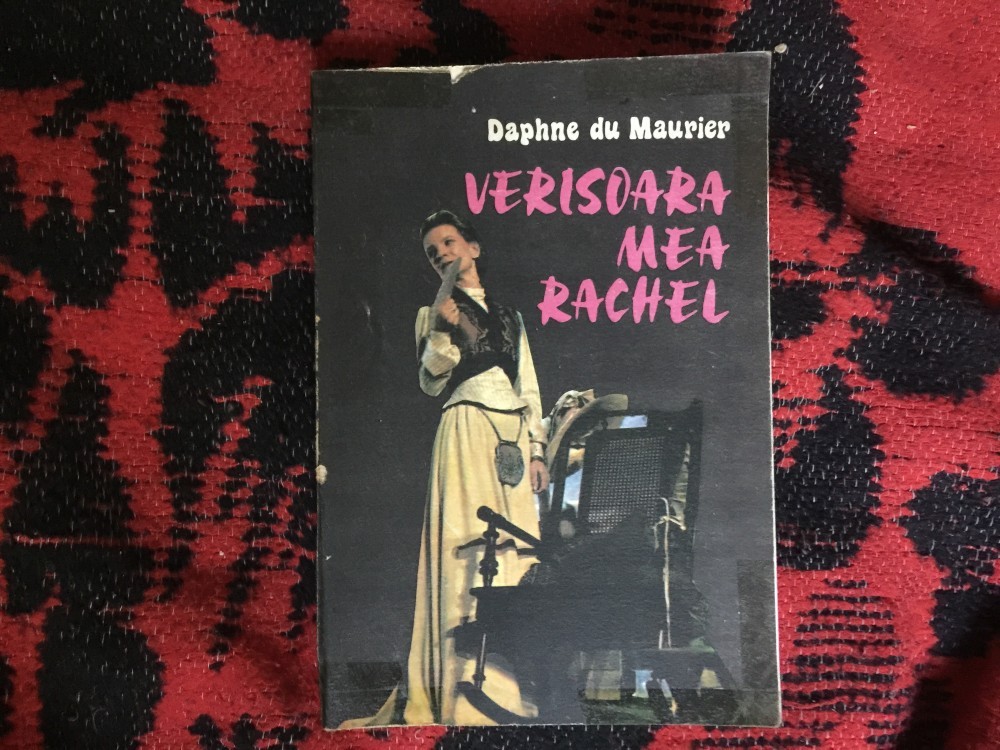 Daphne du Maurier
VERISOARA
MEA
RACHEL